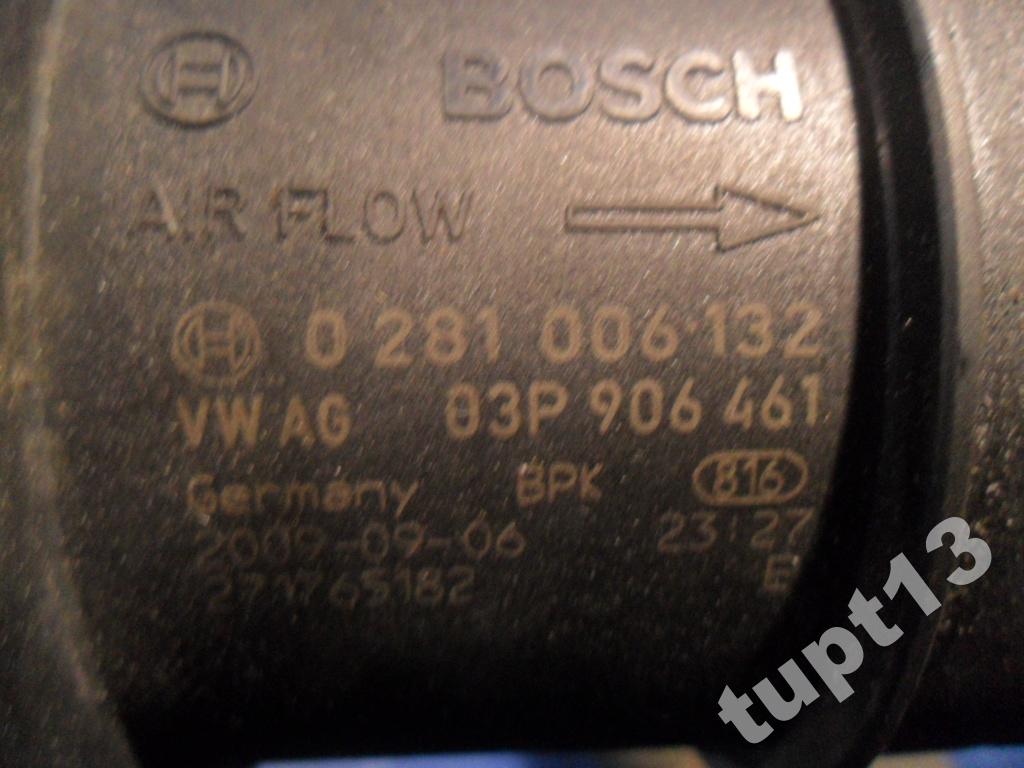 BOSCH
AIR FLOW
0 281 006 132
VW AG 03P 906 461
Germany BPK 816
2009-09-06 23:27
271765182 E
tupt13